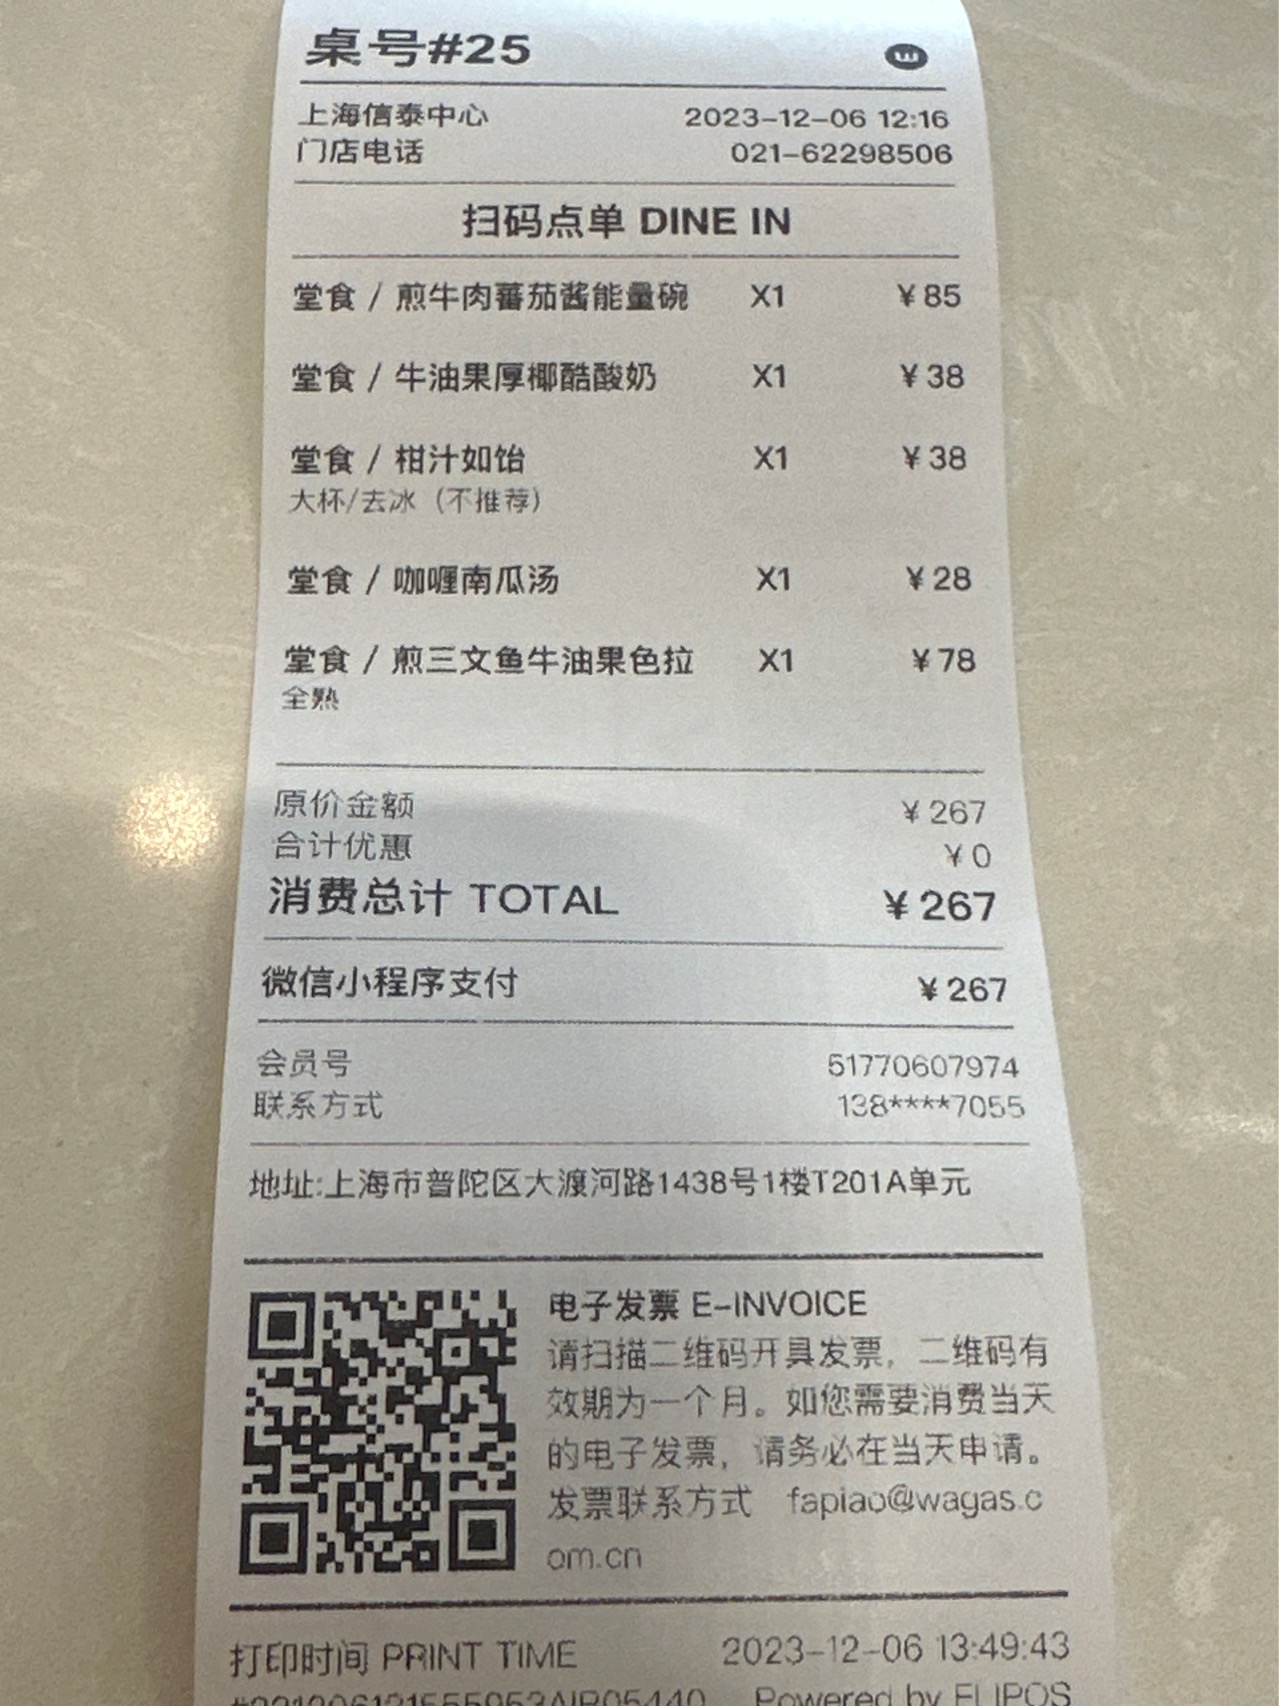 桌号#25
上海信泰中心 2023-12-06 12:16
门店电话 021-62298506
扫码点单 DINE IN
堂食 / 煎牛肉蕃茄酱能量碗 X1 ¥85
堂食 / 牛油果厚椰酷酸奶 X1 ¥38
堂食 / 柑汁如饴 X1 ¥38
大杯/去冰（不推荐）
堂食 / 咖喱南瓜汤 X1 ¥28
堂食 / 煎三文鱼牛油果色拉 X1 ¥78
全熟
原价金额 ¥267
合计优惠 ¥0
消费总计 TOTAL ¥267
微信小程序支付 ¥267
会员号 51770607974
联系方式 138****7055
地址:上海市普陀区大渡河路1438号1楼T201A单元
电子发票 E-INVOICE
请扫描二维码开具发票，二维码有
效期为一个月。如您需要消费当天
的电子发票，请务必在当天申请。
发票联系方式 fapiao@wagas.c
om.cn
打印时间 PRINT TIME 2023-12-06 13:49:43
Powered by FLIPOS